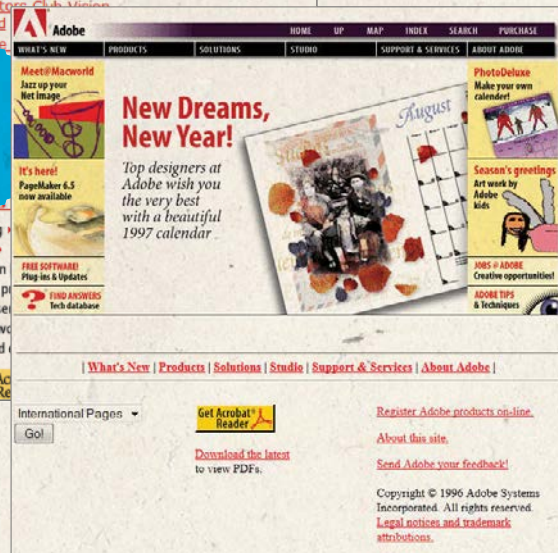 tors Club Vision
Adobe
HOME UP MAP INDEX SEARCH PURCHASE
WHAT'S NEW PRODUCTS SOLUTIONS STUDIO SUPPORT & SERVICES ABOUT ADOBE
Meet@Macworld
Jazz up your
Net image
It's here!
PageMaker 6.5
now available
FREE SOFTWARE!
Plug-ins & Updates
FIND ANSWERS
Tech database
New Dreams,
New Year!
Top designers at
Adobe wish you
the very best
with a beautiful
1997 calendar
August
PhotoDeluxe
Make your own
calender!
Season's greetings
Art work by
Adobe
kids
JOBS @ ADOBE
Creative opportunities!
ADOBE TIPS
& Techniques
| What's New | Products | Solutions | Studio | Support & Services | About Adobe |
International Pages
Go!
Get Acrobat®
Reader
Download the latest
to view PDFs.
Register Adobe products on-line.
About this site.
Send Adobe your feedback!
Copyright © 1996 Adobe Systems
Incorporated. All rights reserved.
Legal notices and trademark
attributions.